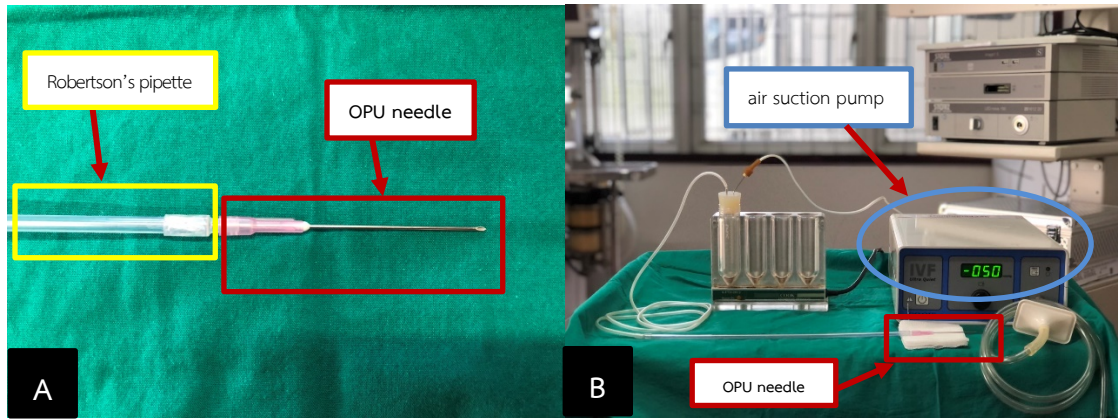 Robertson's pipette
OPU needle
A
air suction pump
IVF
-050
OPU needle
B